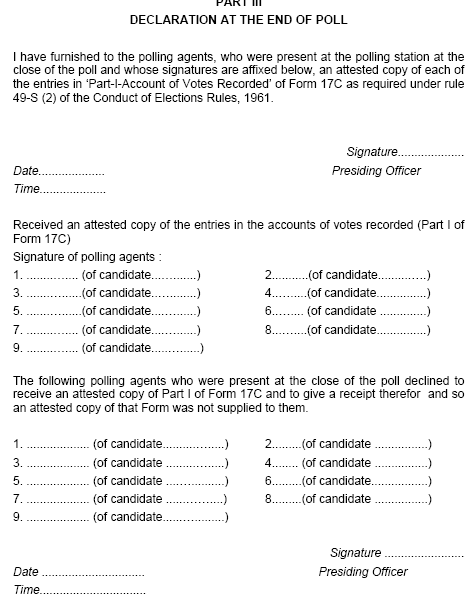 PART III
DECLARATION AT THE END OF POLL
I have furnished to the polling agents, who were present at the polling station at the
close of the poll and whose signatures are affixed below, an attested copy of each of
the entries in 'Part-I-Account of Votes Recorded' of Form 17C as required under rule
49-S (2) of the Conduct of Elections Rules, 1961.
Signature....................
Date.................... Presiding Officer
Time....................
Received an attested copy of the entries in the accounts of votes recorded (Part I of
Form 17C)
Signature of polling agents :
1. ................ (of candidate..............) 2...........(of candidate...............)
3. ................(of candidate..............) 4..........(of candidate...............)
5. ................(of candidate..............) 6.......... (of candidate ..............)
7. ................ (of candidate..............) 8..........(of candidate...............)
9. ................ (of candidate...............)
The following polling agents who were present at the close of the poll declined to
receive an attested copy of Part I of Form 17C and to give a receipt therefor and so
an attested copy of that Form was not supplied to them.
1. ................... (of candidate.................) 2.........(of candidate ................)
3. ................... (of candidate.................) 4......... (of candidate ................)
5. ................... (of candidate .................) 6.........(of candidate ................)
7. ................... (of candidate .................) 8.........(of candidate ................)
9. ................... (of candidate.................)
Signature ........................
Date ............................... Presiding Officer
Time................................